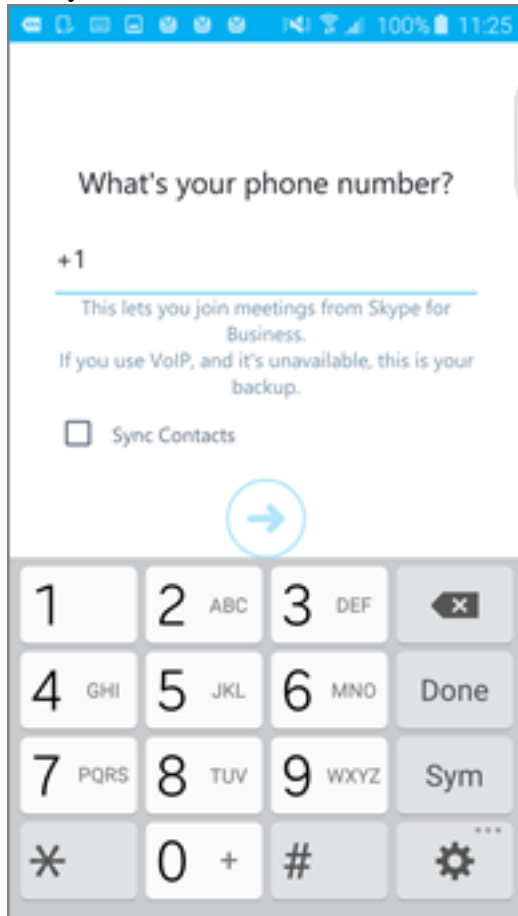 100% 11:25
What's your phone number?
+1
This lets you join meetings from Skype for
Business.
If you use VoIP, and it's unavailable, this is your
backup.
Sync Contacts
1 2 ABC 3 DEF
4 GHI 5 JKL 6 MNO Done
7 PQRS 8 TUV 9 WXYZ Sym
* 0 + #